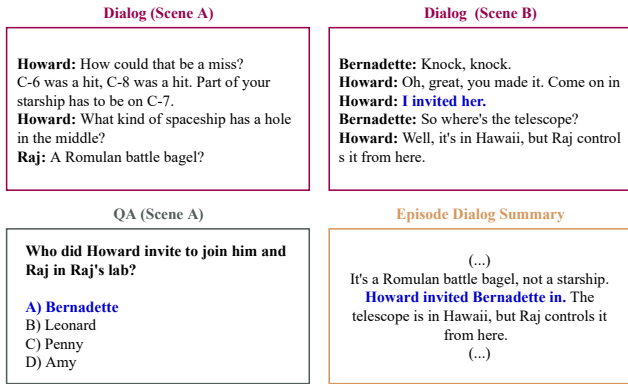 Dialog (Scene A)
Howard: How could that be a miss?
C-6 was a hit, C-8 was a hit. Part of your
starship has to be on C-7.
Howard: What kind of spaceship has a hole
in the middle?
Raj: A Romulan battle bagel?
Dialog (Scene B)
Bernadette: Knock, knock.
Howard: Oh, great, you made it. Come on in
Howard: I invited her.
Bernadette: So where's the telescope?
Howard: Well, it's in Hawaii, but Raj control
s it from here.
QA (Scene A)
Who did Howard invite to join him and
Raj in Raj's lab?
A) Bernadette
B) Leonard
C) Penny
D) Amy
Episode Dialog Summary
(...)
It's a Romulan battle bagel, not a starship.
Howard invited Bernadette in. The
telescope is in Hawaii, but Raj controls it
from here.
(...)